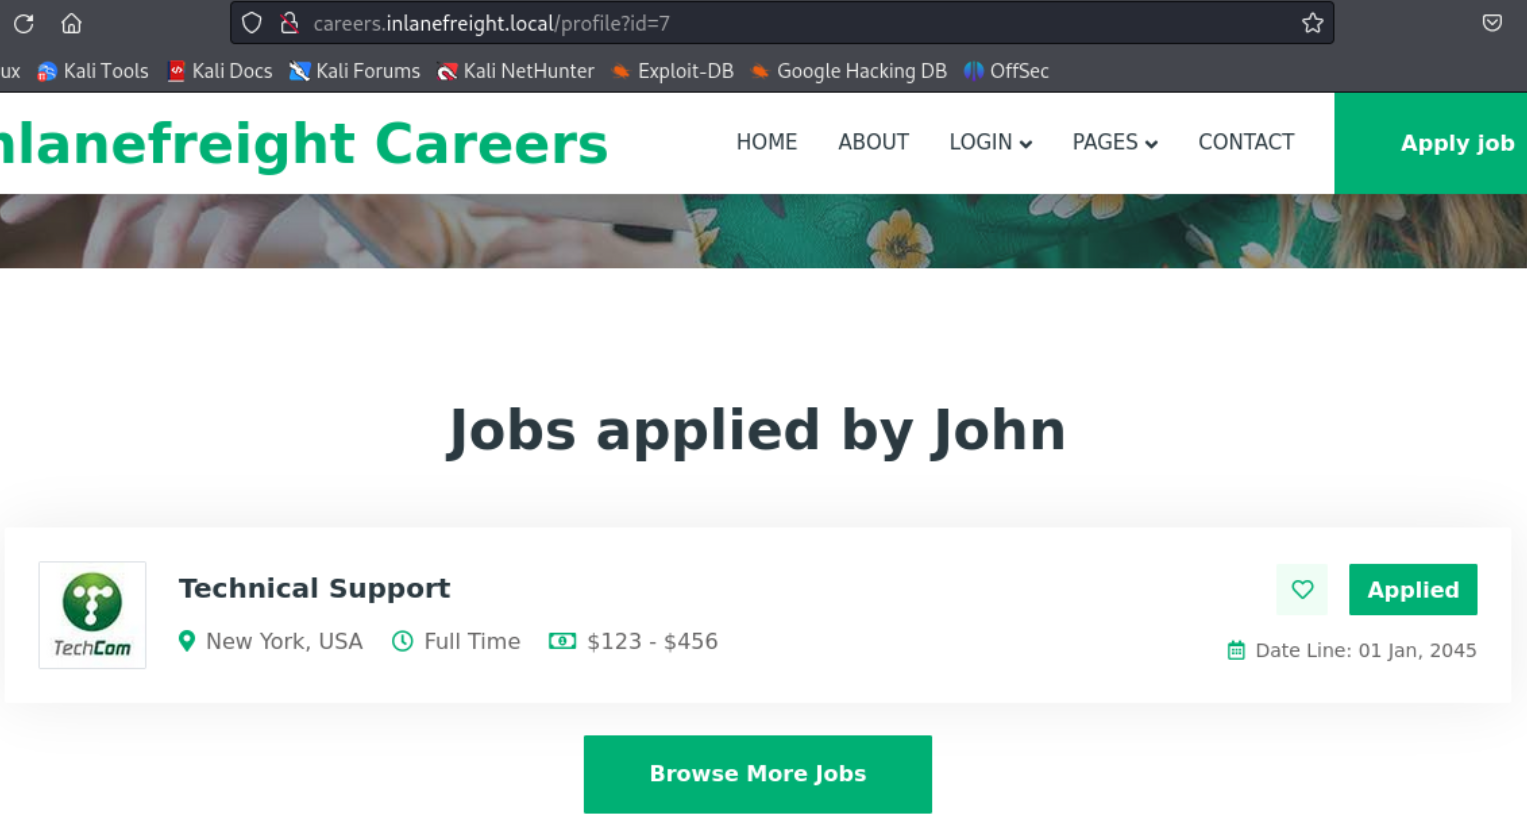 careers.inlanefreight.local/profile?id=7
ux Kali Tools Kali Docs Kali Forums Kali NetHunter Exploit-DB Google Hacking DB OffSec
nlanefreight Careers HOME ABOUT LOGIN PAGES CONTACT Apply job
Jobs applied by John
Technical Support
Applied
TechCom
New York, USA Full Time $123 - $456
Date Line: 01 Jan, 2045
Browse More Jobs